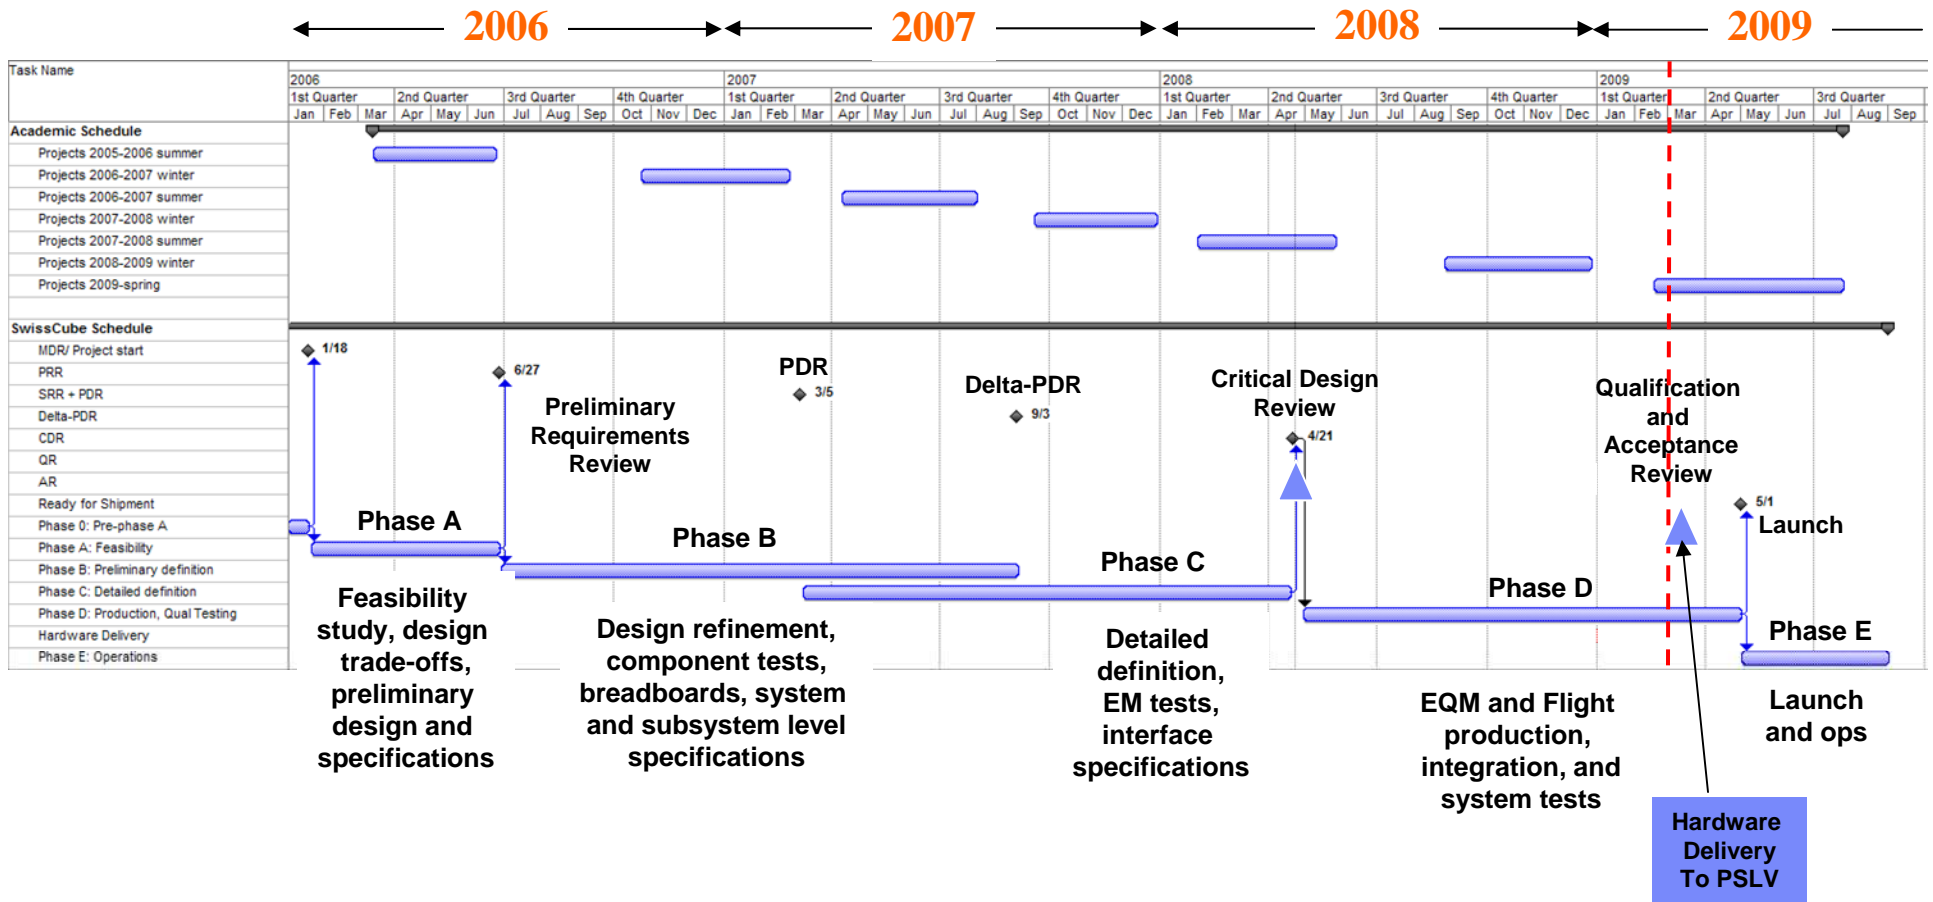 2006 2007 2008 2009
Task Name
2006 2007 2008 2009
1st Quarter 2nd Quarter 3rd Quarter 4th Quarter 1st Quarter 2nd Quarter 3rd Quarter 4th Quarter 1st Quarter 2nd Quarter 3rd Quarter 4th Quarter 1st Quarter 2nd Quarter 3rd Quarter
Jan Feb Mar Apr May Jun Jul Aug Sep Oct Nov Dec Jan Feb Mar Apr May Jun Jul Aug Sep Oct Nov Dec Jan Feb Mar Apr May Jun Jul Aug Sep Oct Nov Dec Jan Feb Mar Apr May Jun Jul Aug Sep
Academic Schedule
Projects 2005-2006 summer
Projects 2006-2007 winter
Projects 2006-2007 summer
Projects 2007-2008 winter
Projects 2007-2008 summer
Projects 2008-2009 winter
Projects 2009-spring
SwissCube Schedule
MDR/ Project start
PRR
SRR + PDR
Delta-PDR
CDR
QR
AR
Ready for Shipment
Phase 0: Pre-phase A
Phase A: Feasibility
Phase B: Preliminary definition
Phase C: Detailed definition
Phase D: Production, Qual Testing
Hardware Delivery
Phase E: Operations
1/18
6/27
Preliminary
Requirements
Review
PDR
3/5
Delta-PDR
9/3
Critical Design
Review
4/21
Qualification
and
Acceptance
Review
5/1
Launch
Phase A
Phase B
Phase C
Phase D
Phase E
Feasibility
study, design
trade-offs,
preliminary
design and
specifications
Design refinement,
component tests,
breadboards, system
and subsystem level
specifications
Detailed
definition,
EM tests,
interface
specifications
EQM and Flight
production,
integration, and
system tests
Launch
and ops
Hardware
Delivery
To PSLV